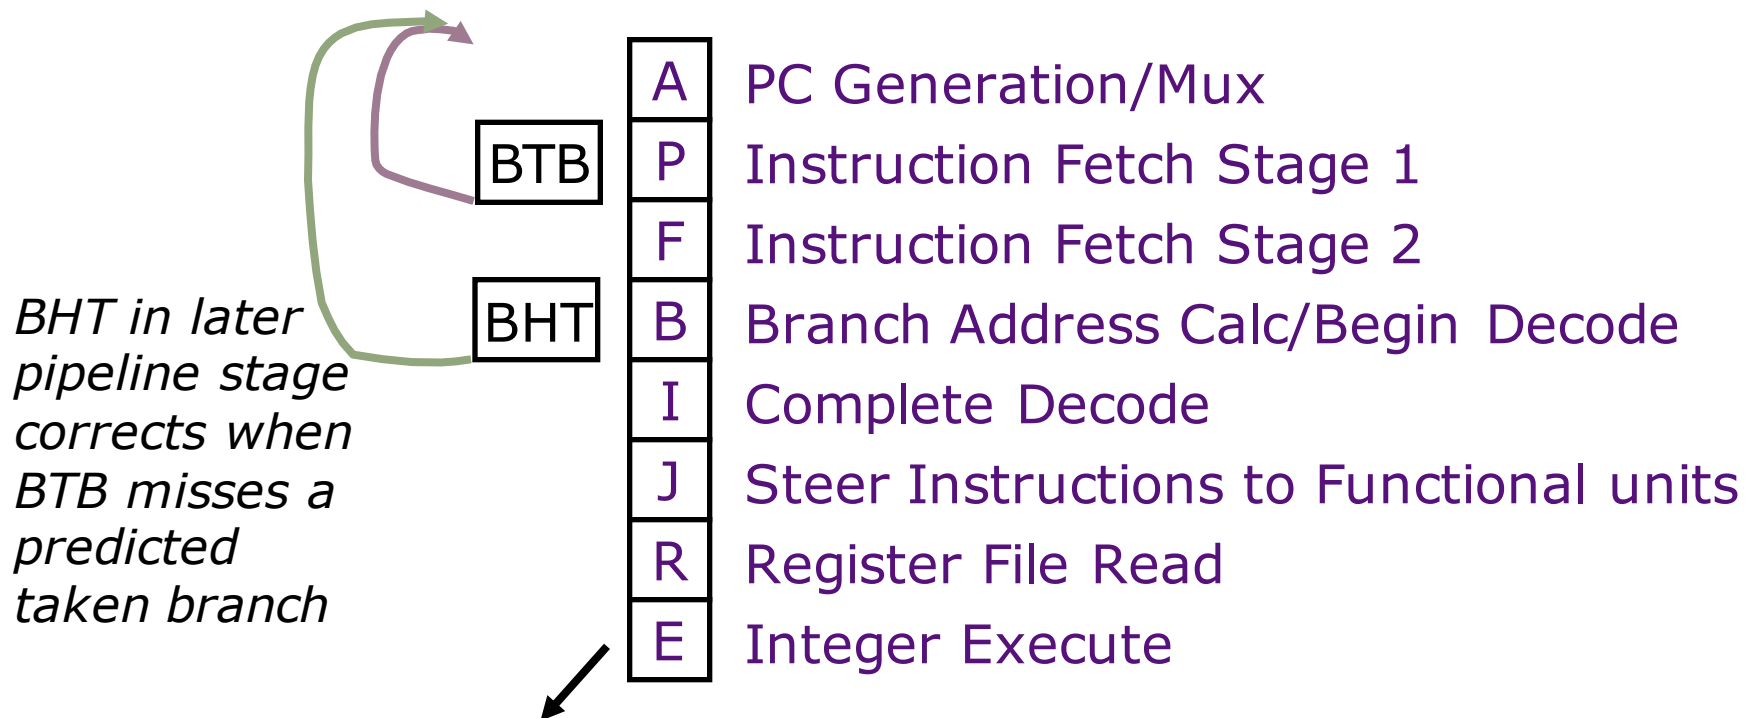 A PC Generation/Mux
BTB P Instruction Fetch Stage 1
F Instruction Fetch Stage 2
BHT B Branch Address Calc/Begin Decode
I Complete Decode
J Steer Instructions to Functional units
R Register File Read
E Integer Execute
BHT in later
pipeline stage
corrects when
BTB misses a
predicted
taken branch